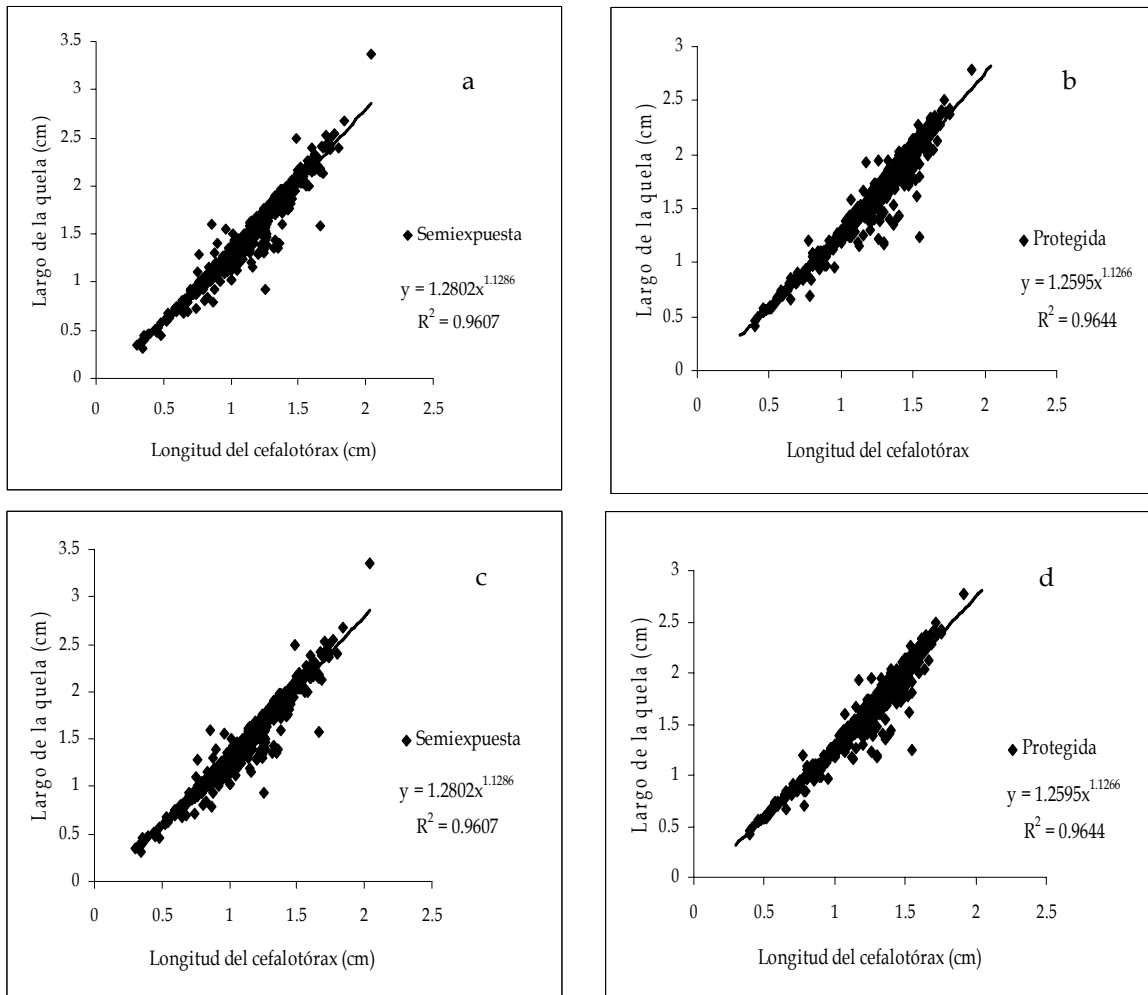 a
Largo de la quela (cm)
3.5
3
2.5
2
1.5
1
0.5
0
0 0.5 1 1.5 2 2.5
Longitud del cefalotórax (cm)
Semiexpuesta
y = 1.2802x^1.1286
R^2 = 0.9607
b
Largo de la quela (cm)
3
2.5
2
1.5
1
0.5
0
0 0.5 1 1.5 2 2.5
Longitud del cefalotórax
Protegida
y = 1.2595x^1.1266
R^2 = 0.9644
c
Largo de la quela (cm)
3.5
3
2.5
2
1.5
1
0.5
0
0 0.5 1 1.5 2 2.5
Longitud del cefalotórax (cm)
Semiexpuesta
y = 1.2802x^1.1286
R^2 = 0.9607
d
Largo de la quela (cm)
3
2.5
2
1.5
1
0.5
0
0 0.5 1 1.5 2 2.5
Longitud del cefalotórax (cm)
Protegida
y = 1.2595x^1.1266
R^2 = 0.9644